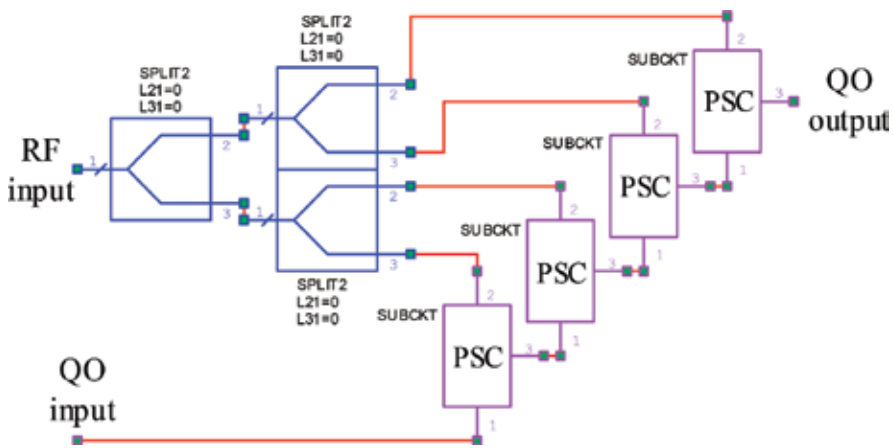 SPLIT2
L21=0
L31=0
SPLIT2
L21=0
L31=0
1
2
3
1
2
3
1
2
3
SPLIT2
L21=0
L31=0
RF
input
QO
input
SUBCKT
2
PSC
3
1
SUBCKT
2
PSC
3
1
SUBCKT
2
PSC
3
1
SUBCKT
2
PSC
3
1
QO
output